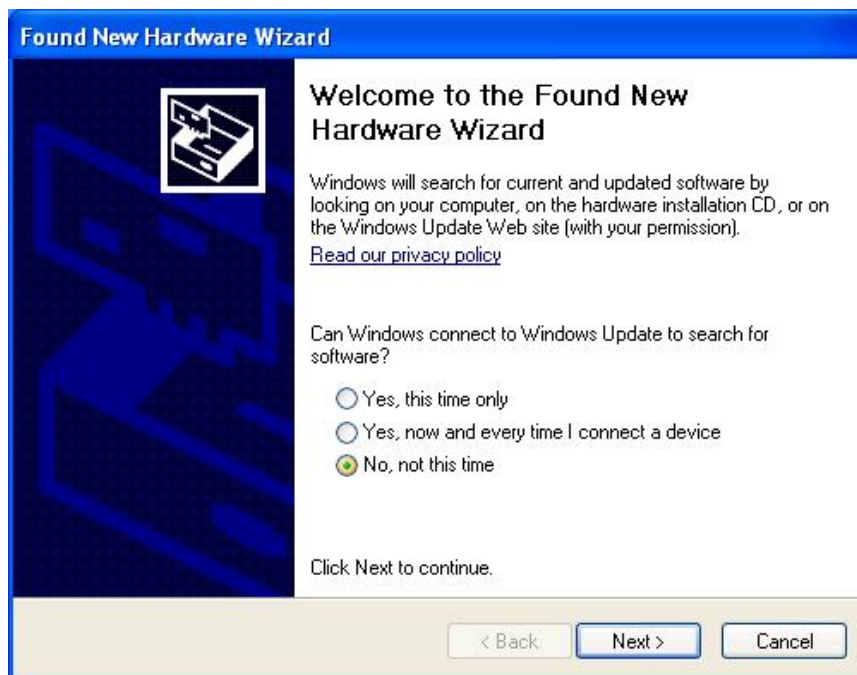 Found New Hardware Wizard
Welcome to the Found New
Hardware Wizard
Windows will search for current and updated software by
looking on your computer, on the hardware installation CD, or on
the Windows Update Web site (with your permission).
Read our privacy policy
Can Windows connect to Windows Update to search for
software?
Yes, this time only
Yes, now and every time I connect a device
No, not this time
Click Next to continue.
< Back Next > Cancel